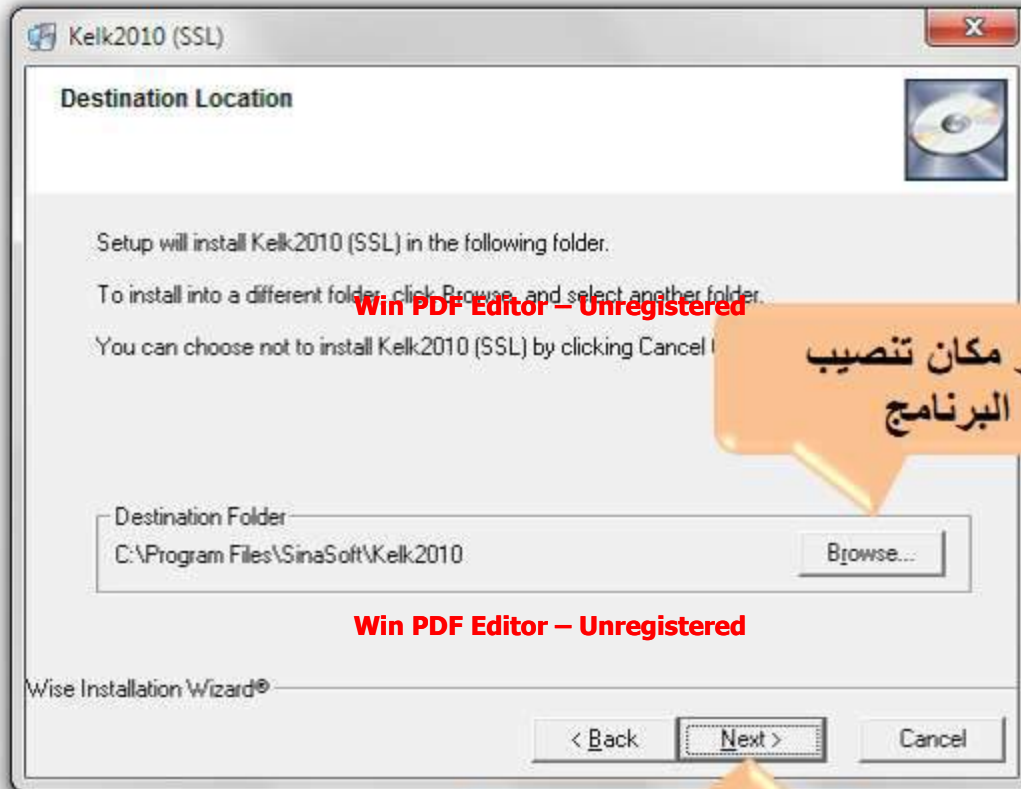 Kelk2010 (SSL)
Destination Location
Setup will install Kelk2010 (SSL) in the following folder.
To install into a different folder, click Browse, and select another folder.
Win PDF Editor – Unregistered
You can choose not to install Kelk2010 (SSL) by clicking Cancel
مكان تنصيب
البرنامج
Destination Folder
C:\Program Files\SinaSoft\Kelk2010
Browse...
Win PDF Editor – Unregistered
Wise Installation Wizard®
< Back
Next >
Cancel